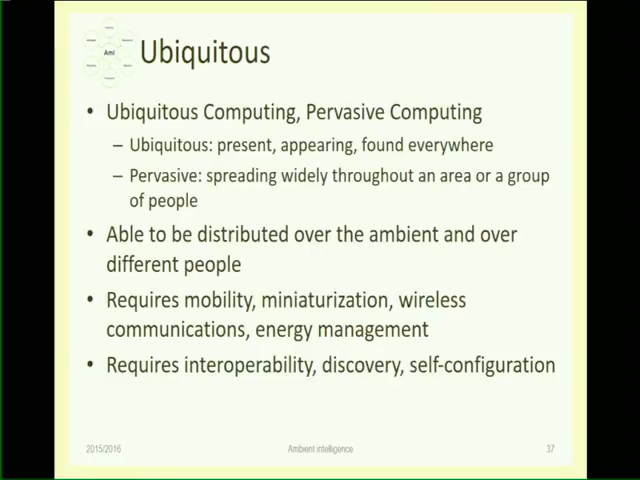 AmI
Ubiquitous
• Ubiquitous Computing, Pervasive Computing
– Ubiquitous: present, appearing, found everywhere
– Pervasive: spreading widely throughout an area or a group
of people
• Able to be distributed over the ambient and over
different people
• Requires mobility, miniaturization, wireless
communications, energy management
• Requires interoperability, discovery, self-configuration
2015/2016
Ambient intelligence
37